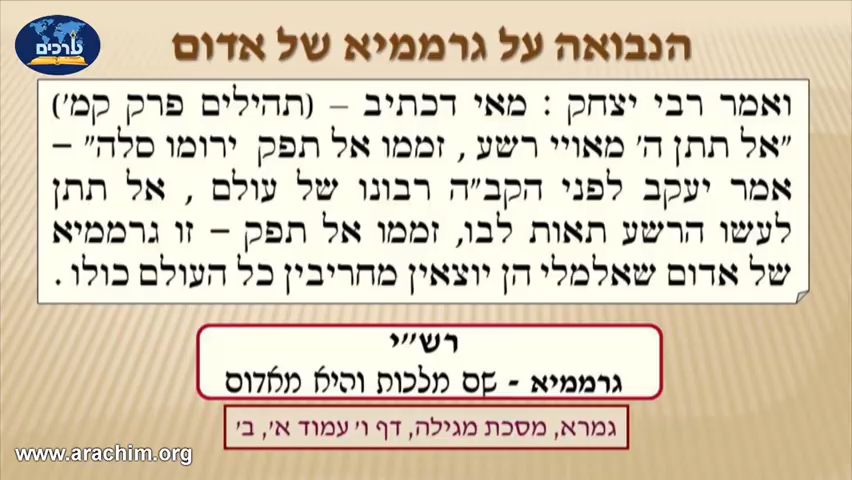 ערכים
הנבואה על גרממיא של אדום
ואמר רבי יצחק : מאי דכתיב – (תהילים פרק קמ')
"אל תתן ה' מאויי רשע , זממו אל תפק ירומו סלה" –
אמר יעקב לפני הקב"ה רבונו של עולם , אל תתן
לעשו הרשע תאות לבו, זממו אל תפק – זו גרממיא
של אדום שאלמלי הן יוצאין מחריבין כל העולם כולו .
רש"י
גרממיא - שם מלכות והיא מאדום
גמרא, מסכת מגילה, דף ו' עמוד א', ב'
www.arachim.org